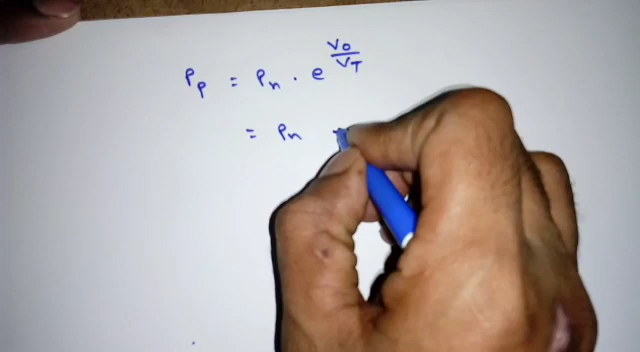 Pp = Pn . e^(V0/VT)
= Pn